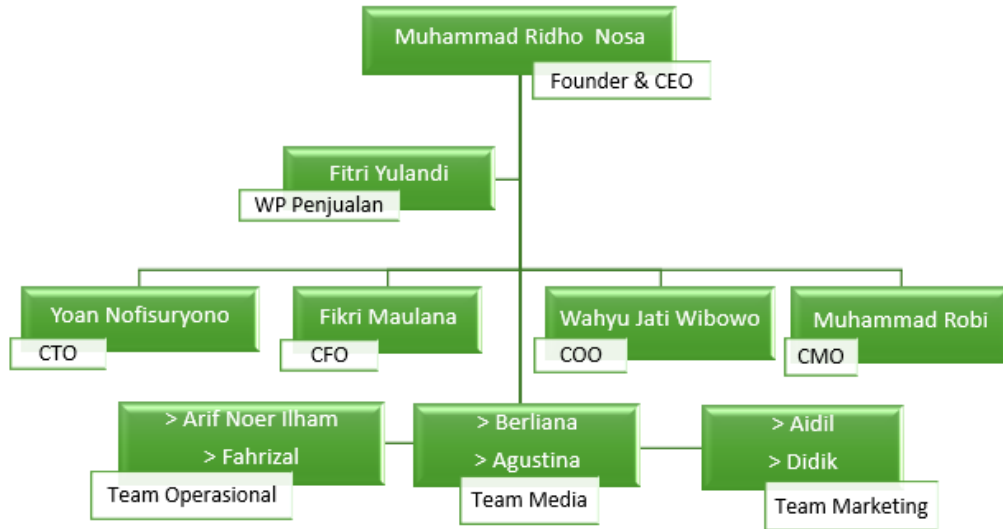 Muhammad Ridho Nosa
Founder & CEO
Fitri Yulandi
WP Penjualan
Yoan Nofisuryono
CTO
Fikri Maulana
CFO
Wahyu Jati Wibowo
COO
Muhammad Robi
CMO
> Arif Noer Ilham
> Fahrizal
Team Operasional
> Berliana
> Agustina
Team Media
> Aidil
> Didik
Team Marketing